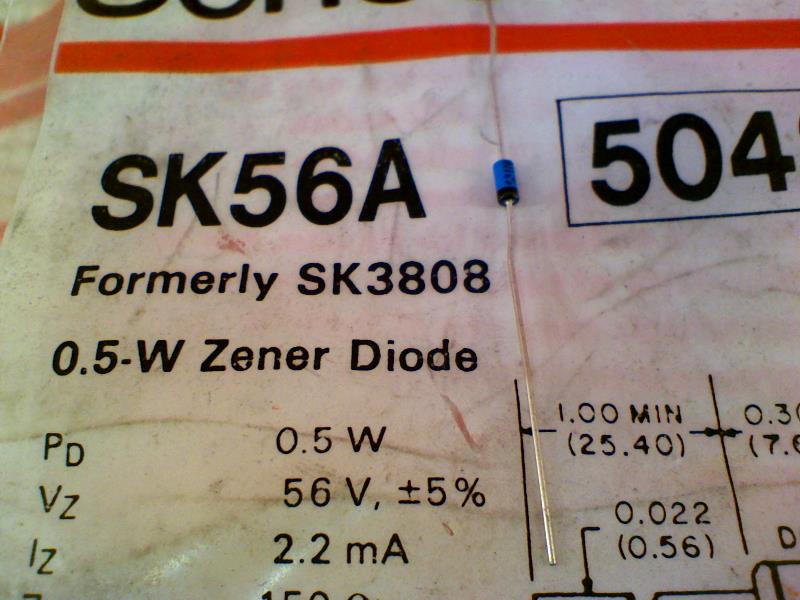 SK56A
504
Formerly SK3808
0.5-W Zener Diode
PD 0.5 W
VZ 56 V, ±5%
IZ 2.2 mA
1.00 MIN
(25.40)
0.022
(0.56)
D